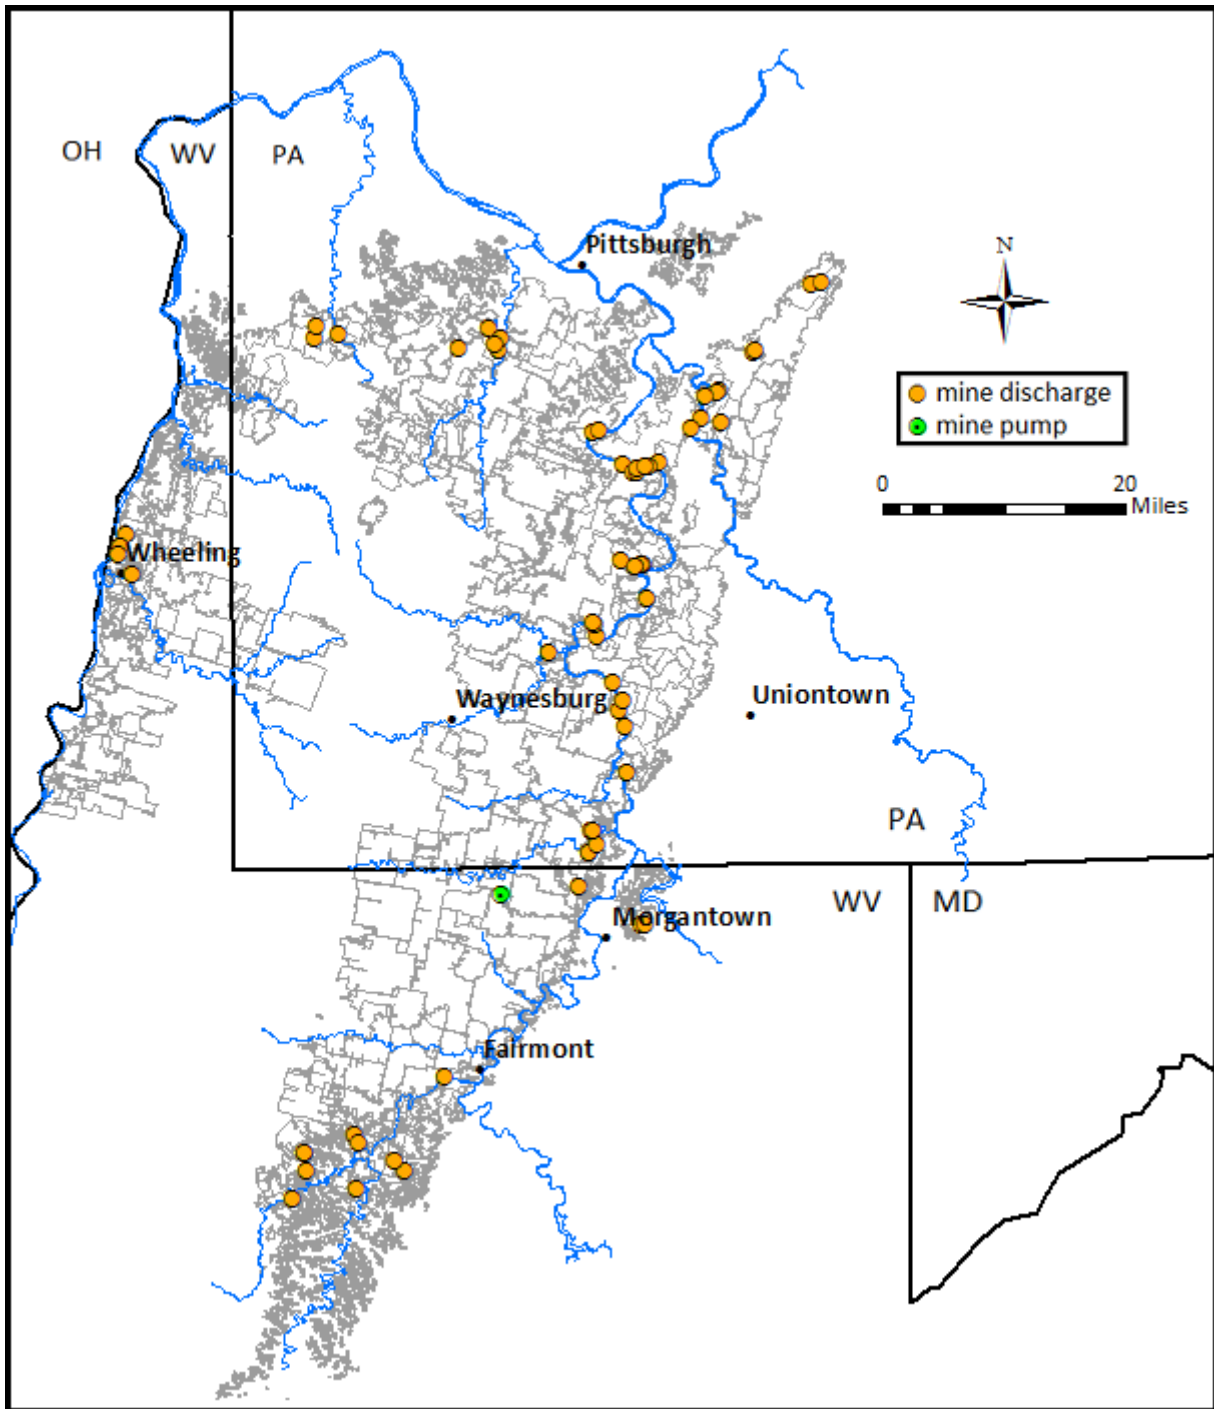 OH
WV
PA
Pittsburgh
N
mine discharge
mine pump
0
20
Miles
Wheeling
Waynesburg
Uniontown
PA
WV
MD
Morgantown
Fairmont